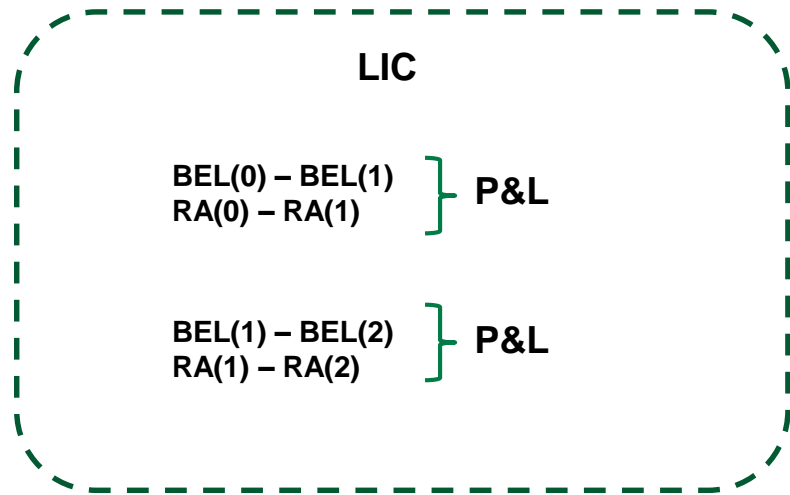 LIC
BEL(0) – BEL(1)
RA(0) – RA(1)
P&L
BEL(1) – BEL(2)
RA(1) – RA(2)
P&L